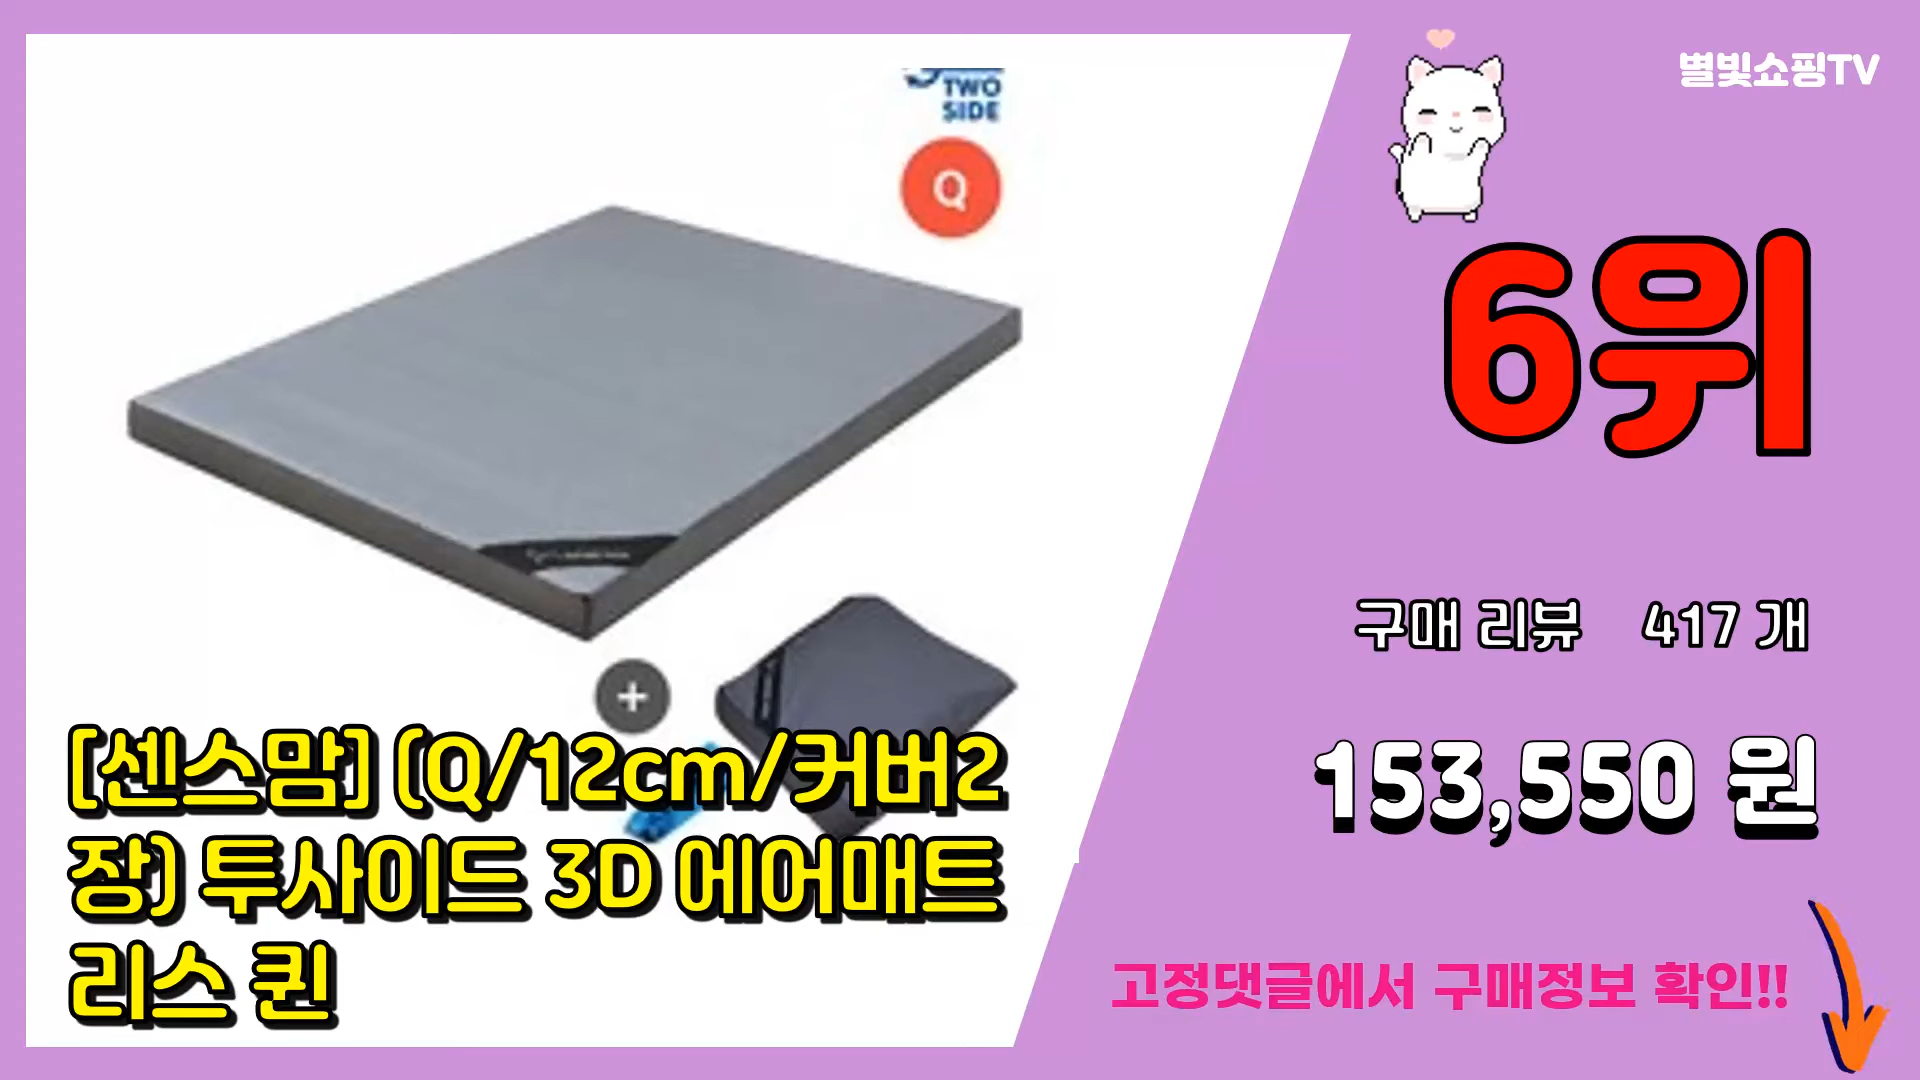 별빛쇼핑TV
TWO
SIDE
Q
6위
구매 리뷰 417 개
153,550 원
[센스맘] (Q/12cm/커버2
장) 투사이드 3D 에어매트
리스 퀸
고정댓글에서 구매정보 확인!!